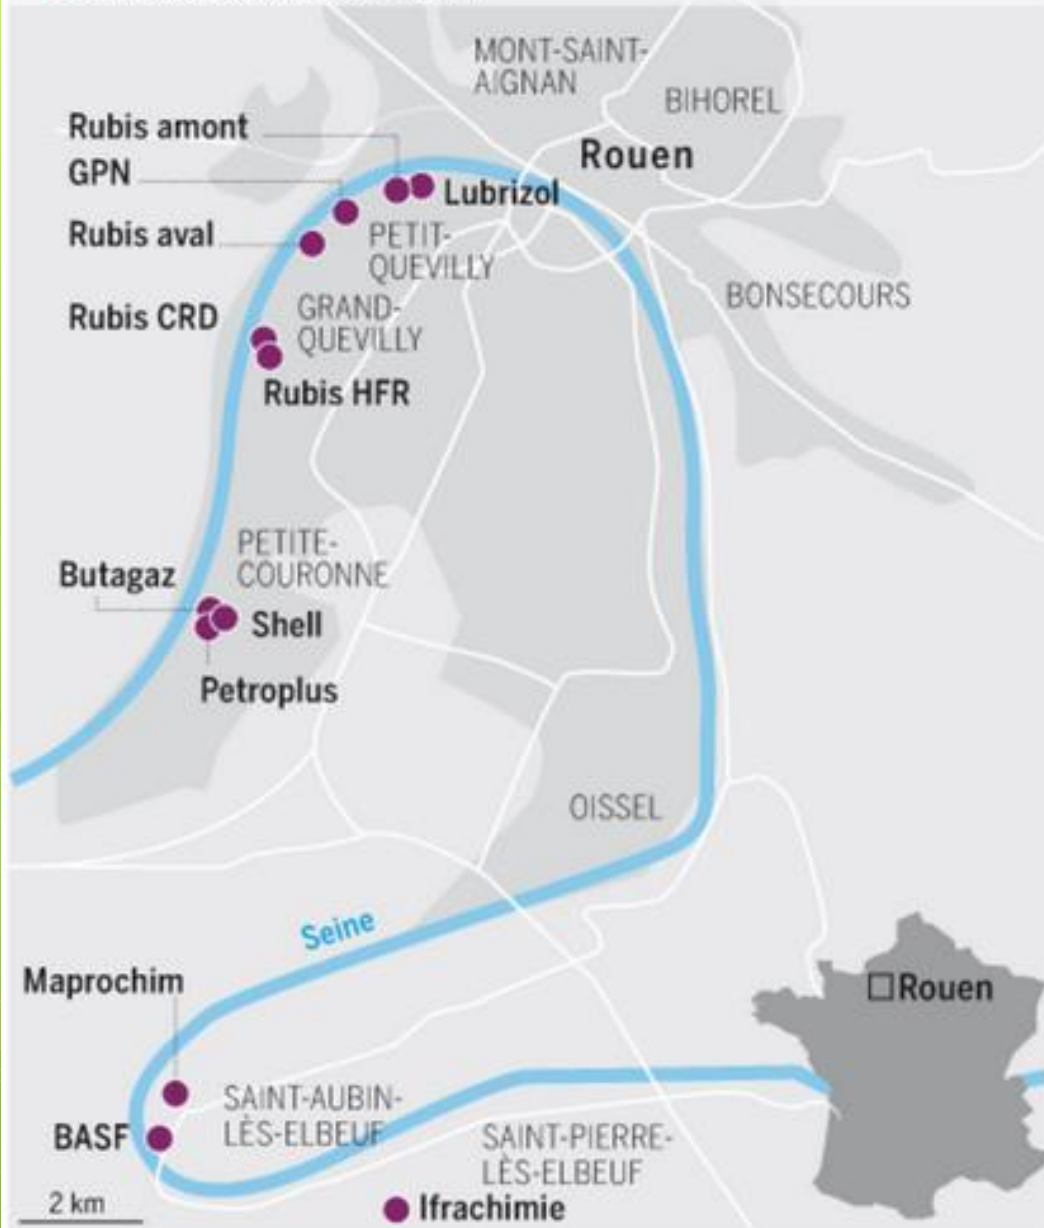 MONT-SAINT-
AIGNAN
BIHOREL
Rubis amont
Rouen
GPN
Lubrizol
Rubis aval
PETIT-
QUEVILLY
BONSECOURS
Rubis CRD
GRAND-
QUEVILLY
Rubis HFR
PETITE-
COURONNE
Butagaz
Shell
Petroplus
OISSEL
Seine
Maprochim
Rouen
SAINT-AUBIN-
LÈS-ELBEUF
BASF
SAINT-PIERRE-
LÈS-ELBEUF
2 km
Ifrachimie